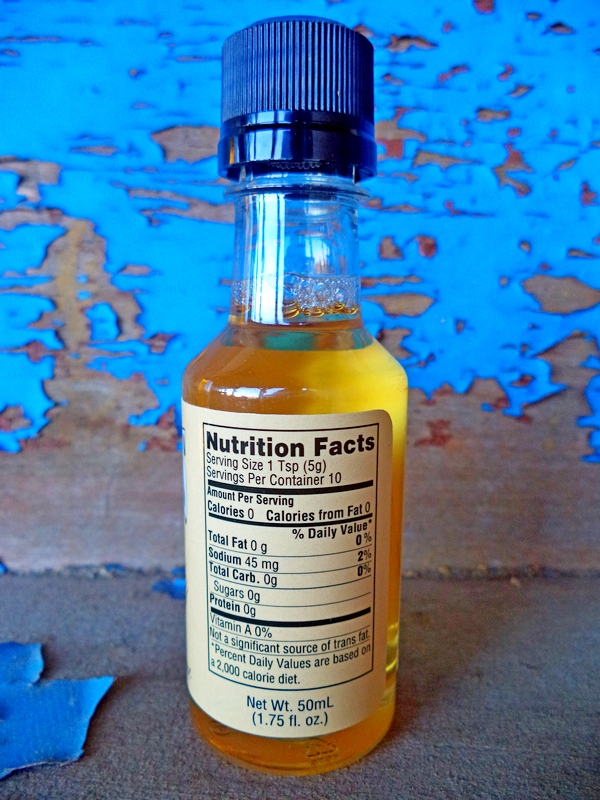 Nutrition Facts
Serving Size 1 Tsp (5g)
Servings Per Container 10
Amount Per Serving
Calories 0 Calories from Fat 0
% Daily Value*
Total Fat 0 g 0%
Sodium 45 mg 2%
Total Carb. 0g 0%
Sugars 0g
Protein 0g
Vitamin A 0%
Not a significant source of trans fat.
*Percent Daily Values are based on
a 2,000 calorie diet.
Net Wt. 50mL
(1.75 fl. oz.)